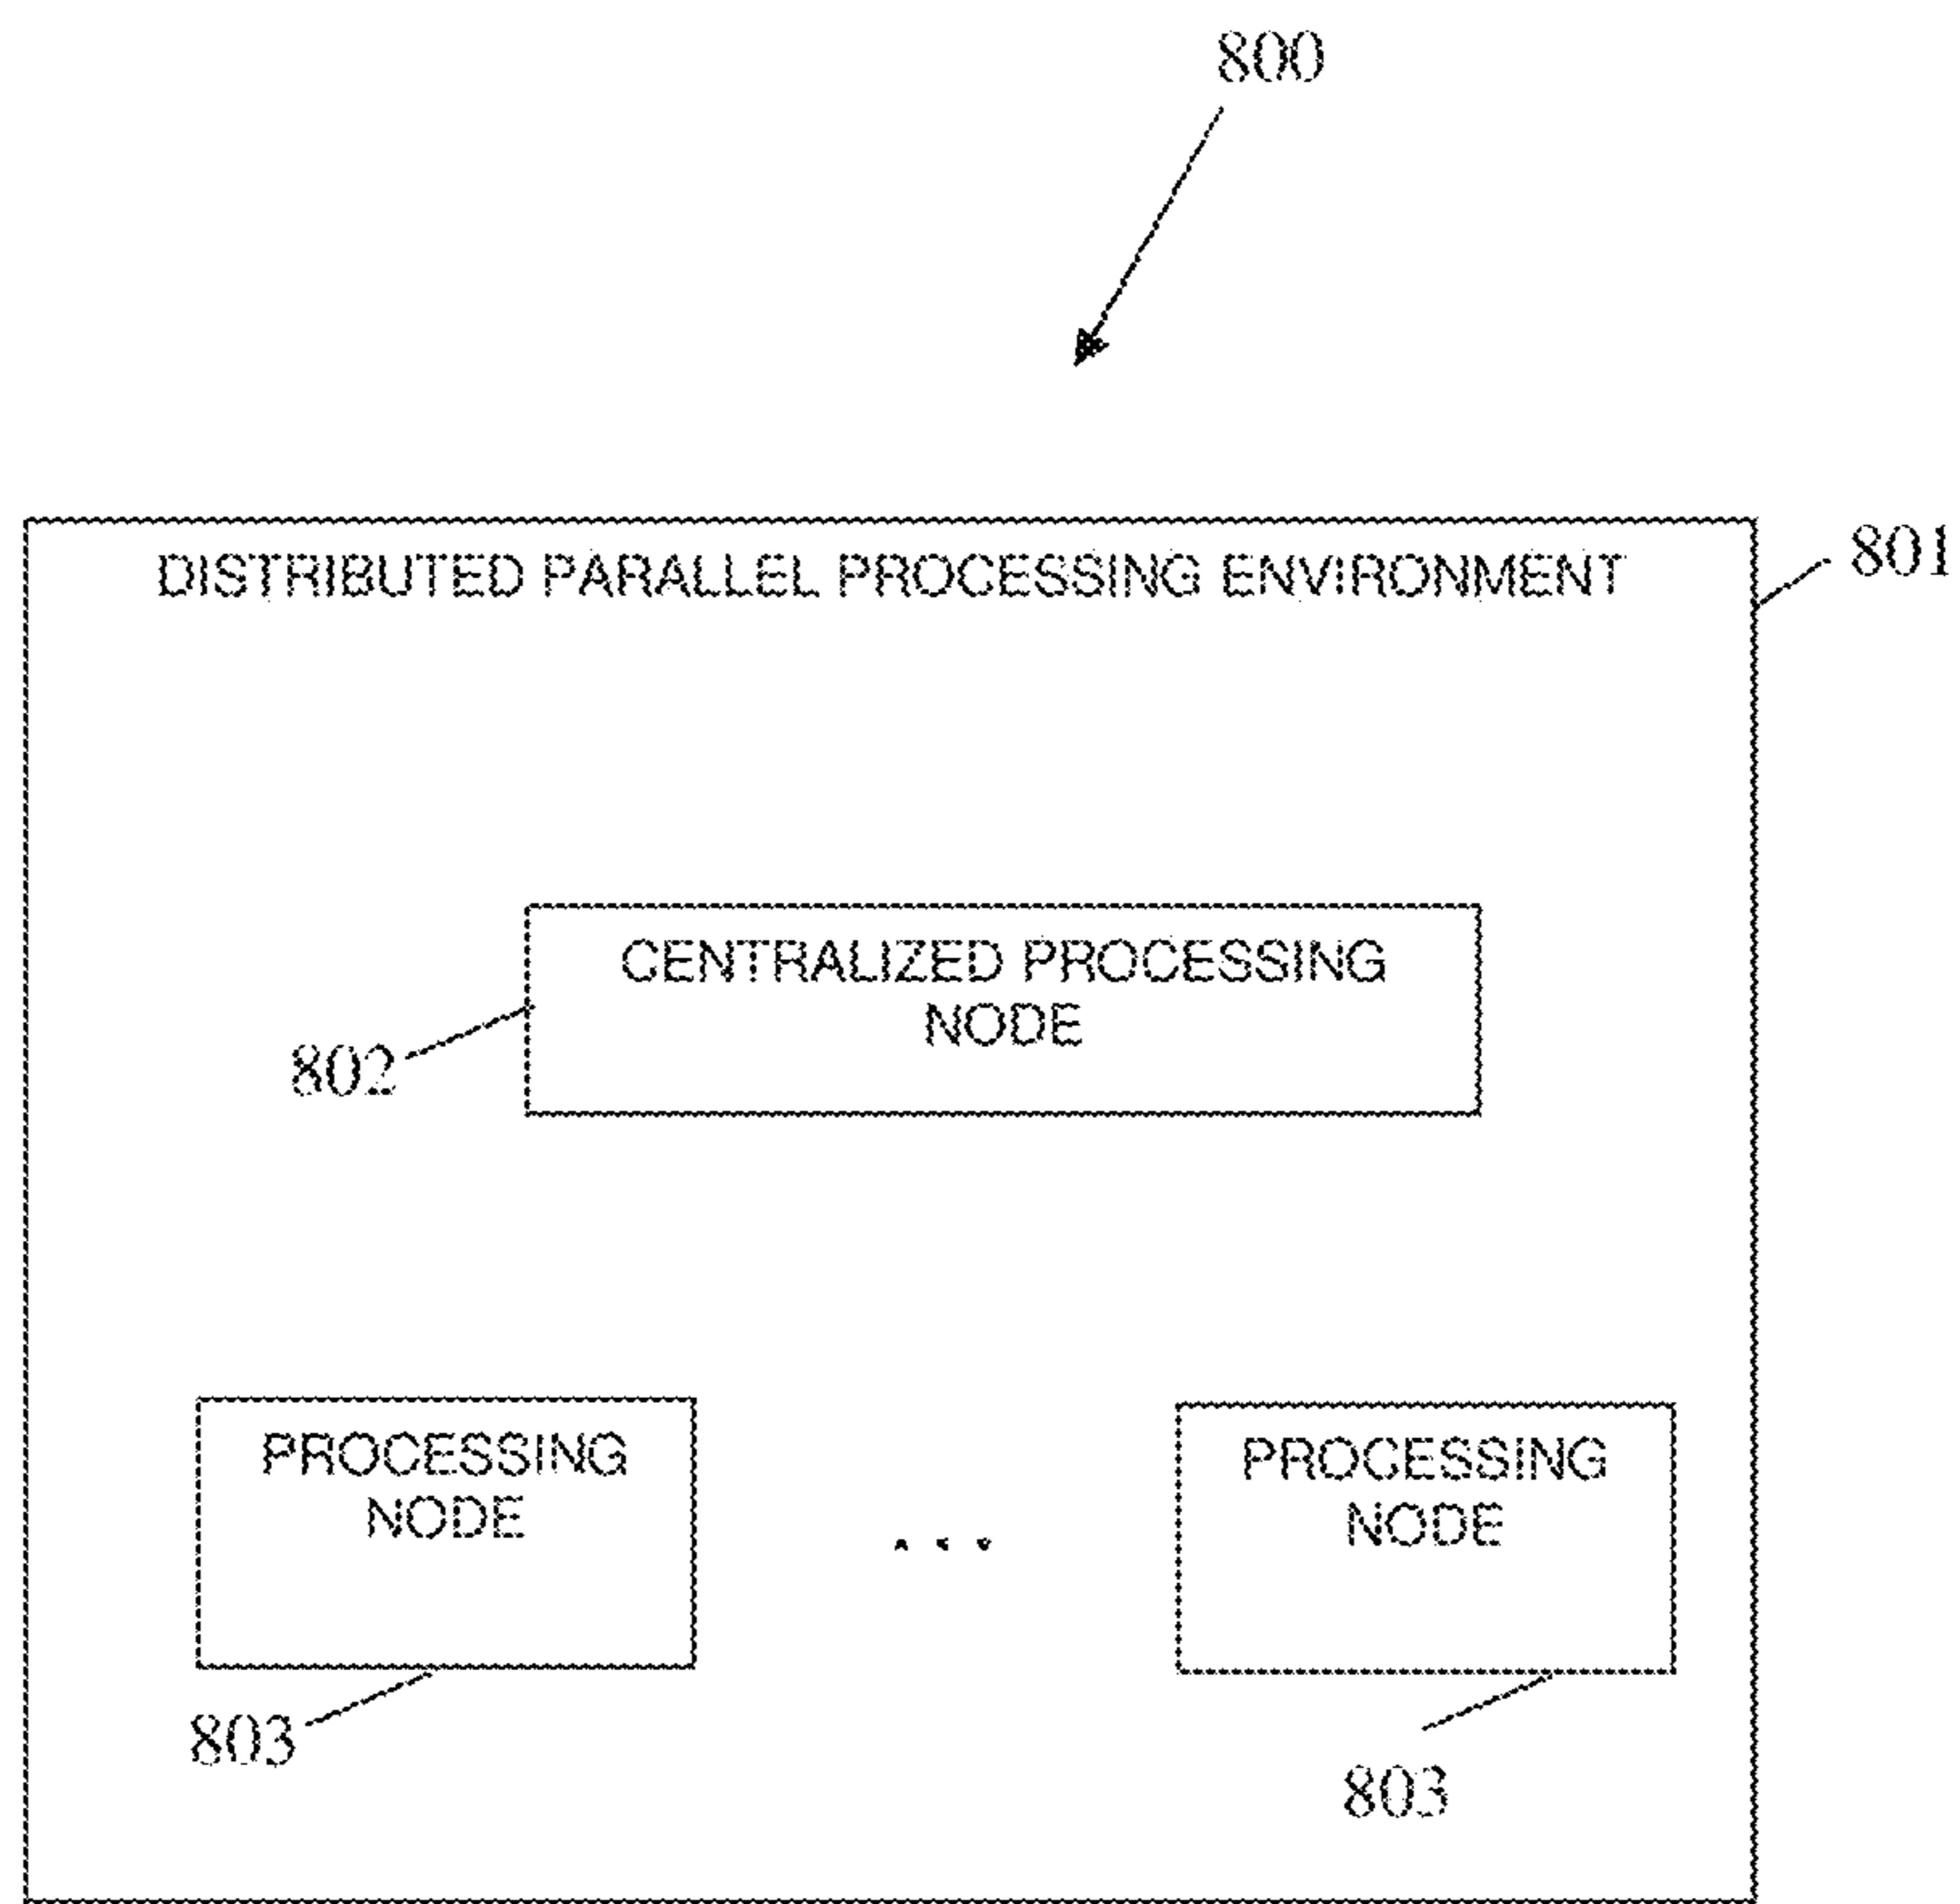 800
DISTRIBUTED PARALLEL PROCESSING ENVIRONMENT
801
CENTRALIZED PROCESSING
NODE
802
PROCESSING
NODE
. . .
PROCESSING
NODE
803
803